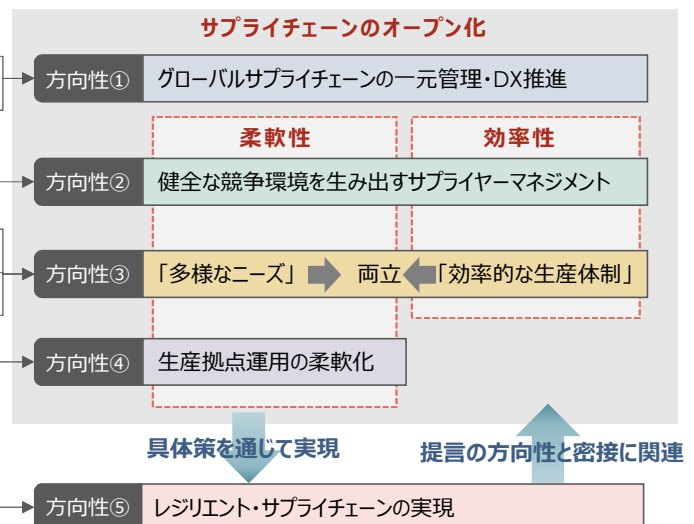 サプライチェーンのオープン化
方向性① グローバルサプライチェーンの一元管理・DX推進
柔軟性 効率性
方向性② 健全な競争環境を生み出すサプライヤーマネジメント
方向性③ 「多様なニーズ」 両立 「効率的な生産体制」
方向性④ 生産拠点運用の柔軟化
具体策を通じて実現 提言の方向性と密接に関連
方向性⑤ レジリエント・サプライチェーンの実現